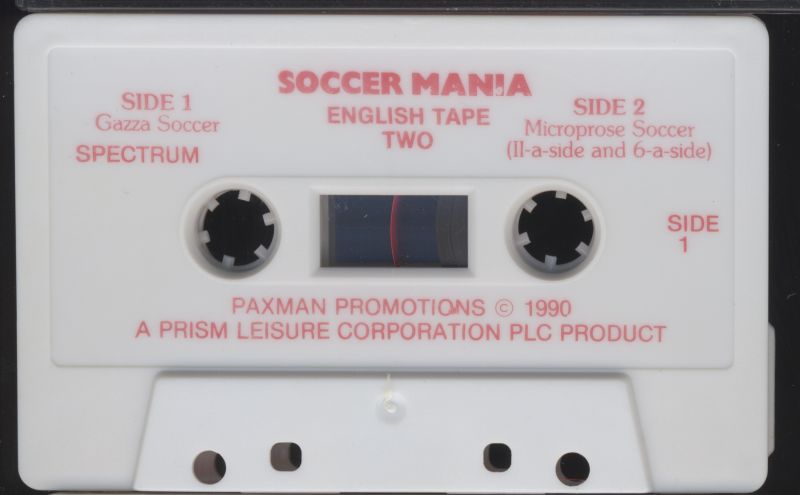 SOCCER MANIA
ENGLISH TAPE
TWO
SIDE 1
Gazza Soccer
SPECTRUM
SIDE 2
Microprose Soccer
(II-a-side and 6-a-side)
SIDE
1
PAXMAN PROMOTIONS © 1990
A PRISM LEISURE CORPORATION PLC PRODUCT